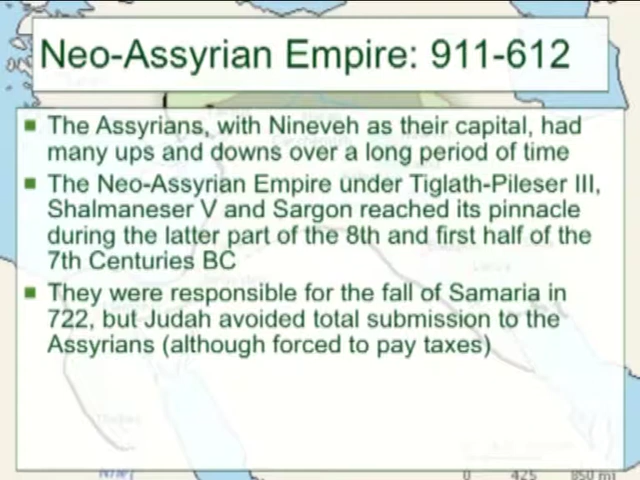 Neo-Assyrian Empire: 911-612
The Assyrians, with Nineveh as their capital, had
many ups and downs over a long period of time
The Neo-Assyrian Empire under Tiglath-Pileser III,
Shalmaneser V and Sargon reached its pinnacle
during the latter part of the 8th and first half of the
7th Centuries BC
They were responsible for the fall of Samaria in
722, but Judah avoided total submission to the
Assyrians (although forced to pay taxes)
0 425 850 mi